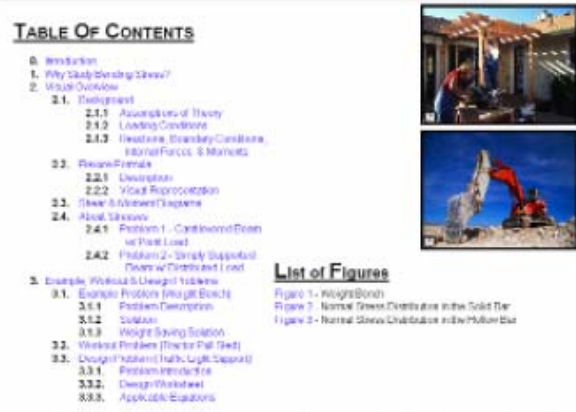 TABLE OF CONTENTS
0. Introduction
1. Why Study Bending Stress?
2. Visual Overview
2.1. Background
2.1.1 Assumptions of Theory
2.1.2 Loading Conditions
2.1.3 Reactions, Boundary Conditions,
Internal Forces, & Moments
2.2. Flexure Formula
2.2.1 Description
2.2.2 Visual Representation
2.3. Shear & Moment Diagrams
2.4. About Stresses
2.4.1 Problem 1 - Cantilevered Beam
w/ Point Load
2.4.2 Problem 2 - Simply Supported
Beam w/ Distributed Load
3. Example, Workout & Design Problems
3.1. Example Problem (Weight Bench)
3.1.1 Problem Description
3.1.2 Solution
3.1.3 Weight Saving Solution
3.2. Workout Problem (Tractor Pull Sled)
3.3. Design Problem (Traffic Light Support)
3.3.1. Problem Introduction
3.3.2. Design Worksheet
3.3.3. Applicable Equations
List of Figures
Figure 1 - Weight Bench
Figure 2 - Normal Stress Distribution in the Solid Bar
Figure 3 - Normal Stress Distribution in the Hollow Bar